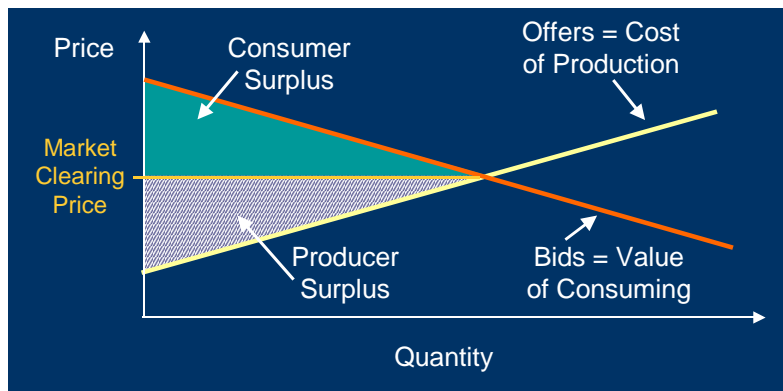 Price
Consumer
Surplus
Offers = Cost
of Production
Market
Clearing
Price
Producer
Surplus
Bids = Value
of Consuming
Quantity